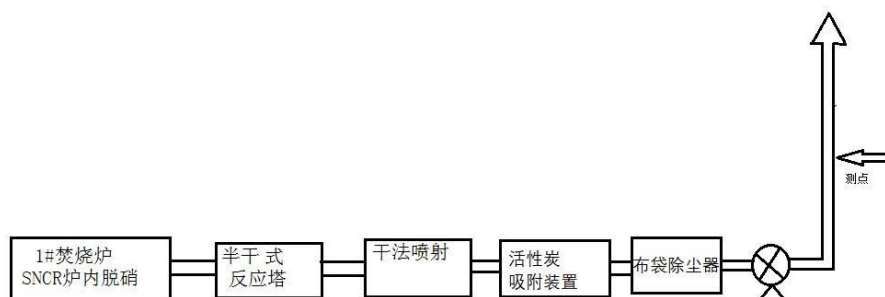 测点
1#焚烧炉
SNCR炉内脱硝
半干 式
反应塔
干法喷射
活性炭
吸附装置
布袋除尘器